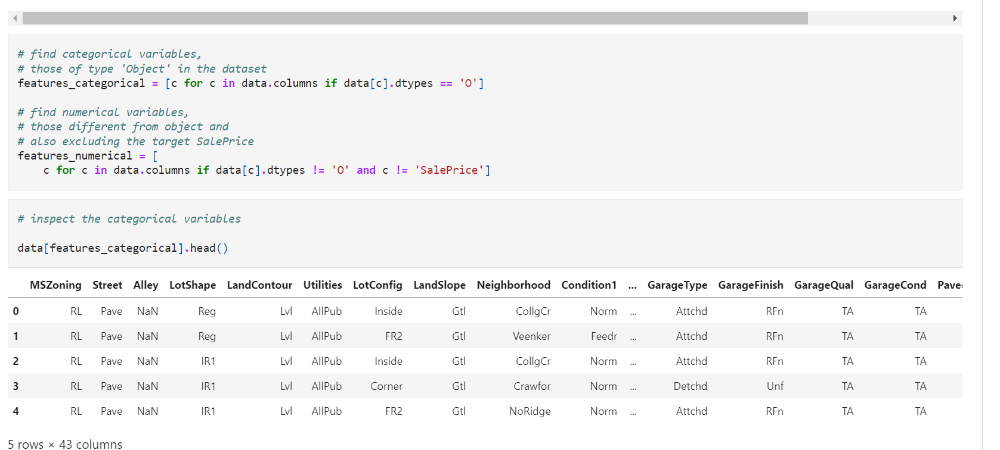 # find categorical variables,
# those of type 'Object' in the dataset
features_categorical = [c for c in data.columns if data[c].dtypes == 'O']
# find numerical variables,
# those different from object and
# also excluding the target SalePrice
features_numerical = [
    c for c in data.columns if data[c].dtypes != 'O' and c != 'SalePrice']
# inspect the categorical variables
data[features_categorical].head()
MSZoning Street Alley LotShape LandContour Utilities LotConfig LandSlope Neighborhood Condition1 ... GarageType GarageFinish GarageQual GarageCond
0 RL Pave NaN Reg Lvl AllPub Inside Gtl CollgCr Norm ... Attchd RFn TA TA
1 RL Pave NaN Reg Lvl AllPub FR2 Gtl Veenker Feedr ... Attchd RFn TA TA
2 RL Pave NaN IR1 Lvl AllPub Inside Gtl CollgCr Norm ... Attchd RFn TA TA
3 RL Pave NaN IR1 Lvl AllPub Corner Gtl Crawfor Norm ... Detchd Unf TA TA
4 RL Pave NaN IR1 Lvl AllPub FR2 Gtl NoRidge Norm ... Attchd RFn TA TA
5 rows × 43 columns